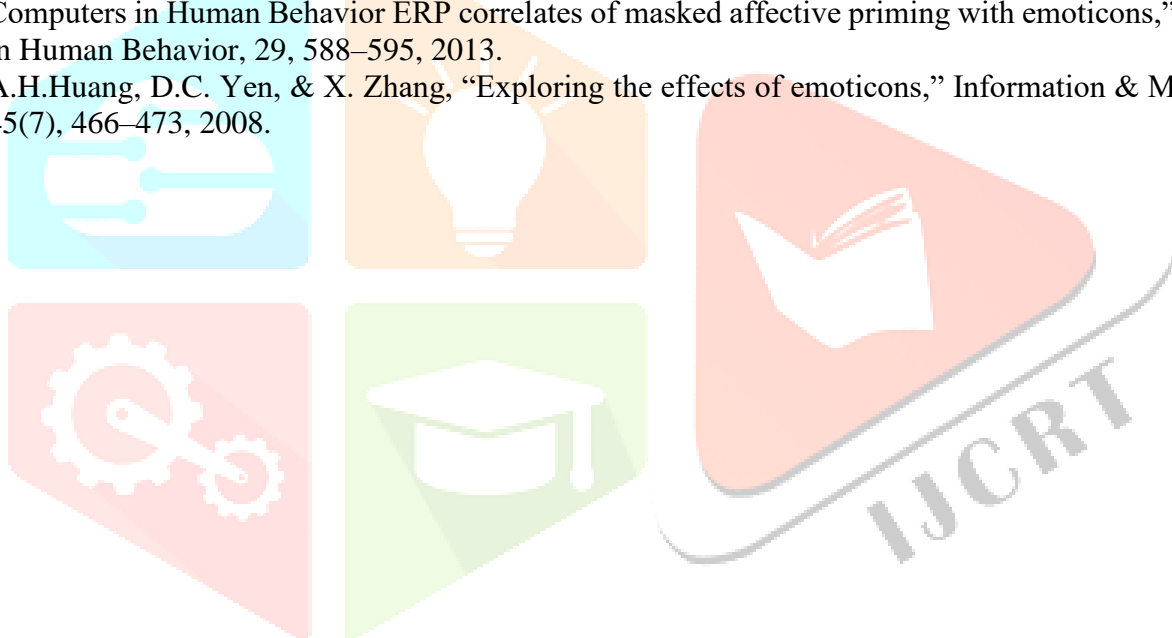 Computers in Human Behavior ERP correlates of masked affective priming with emoticons,”
n Human Behavior, 29, 588–595, 2013.
A.H.Huang, D.C. Yen, & X. Zhang, “Exploring the effects of emoticons,” Information & M
5(7), 466–473, 2008.
IJCRT